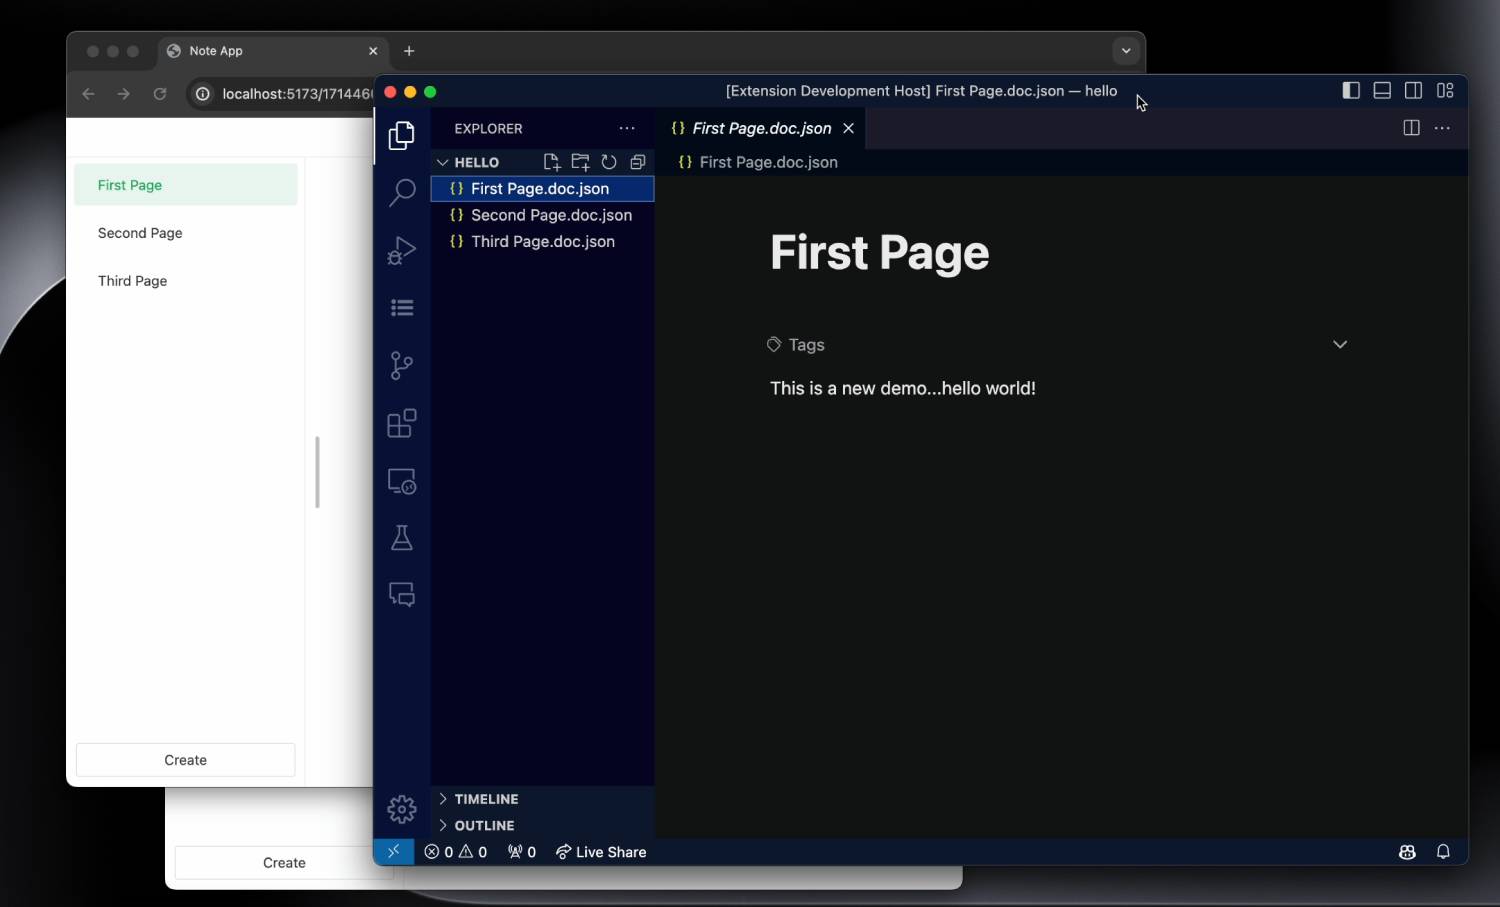 Note App
localhost:5173/171446
First Page
Second Page
Third Page
Create
Create
[Extension Development Host] First Page.doc.json — hello
EXPLORER
HELLO
First Page.doc.json
Second Page.doc.json
Third Page.doc.json
TIMELINE
OUTLINE
First Page.doc.json
First Page.doc.json
First Page
Tags
This is a new demo...hello world!
0 0 0 Live Share